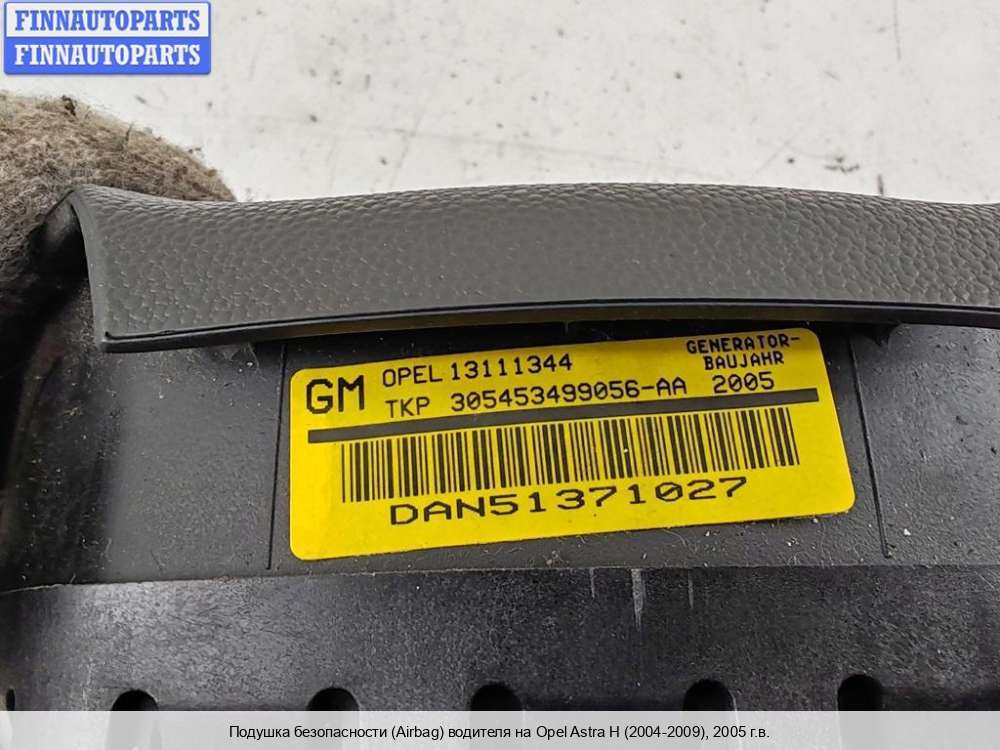 FINNAUTOPARTS
FINNAUTOPARTS
GM OPEL 13111344 GENERATOR-
BAUJAHR
TKP 305453499056-AA 2005
DAN51371027
Подушка безопасности (Airbag) водителя на Opel Astra H (2004-2009), 2005 г.в.